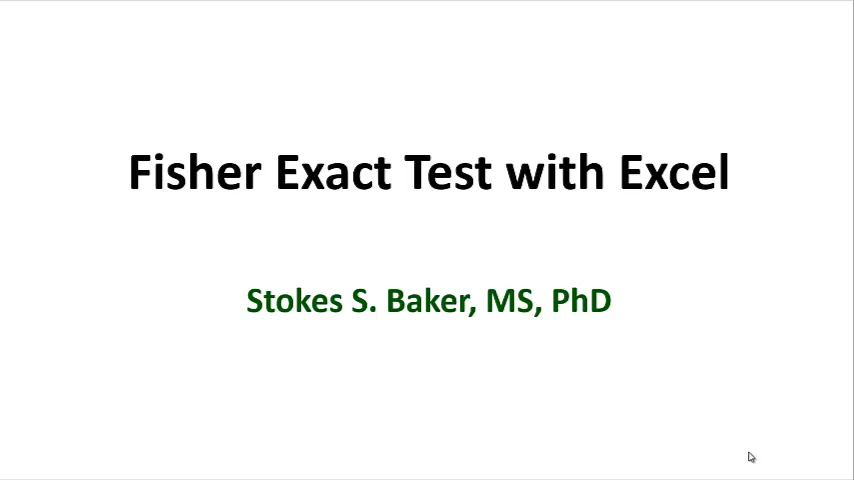 Fisher Exact Test with Excel
Stokes S. Baker, MS, PhD